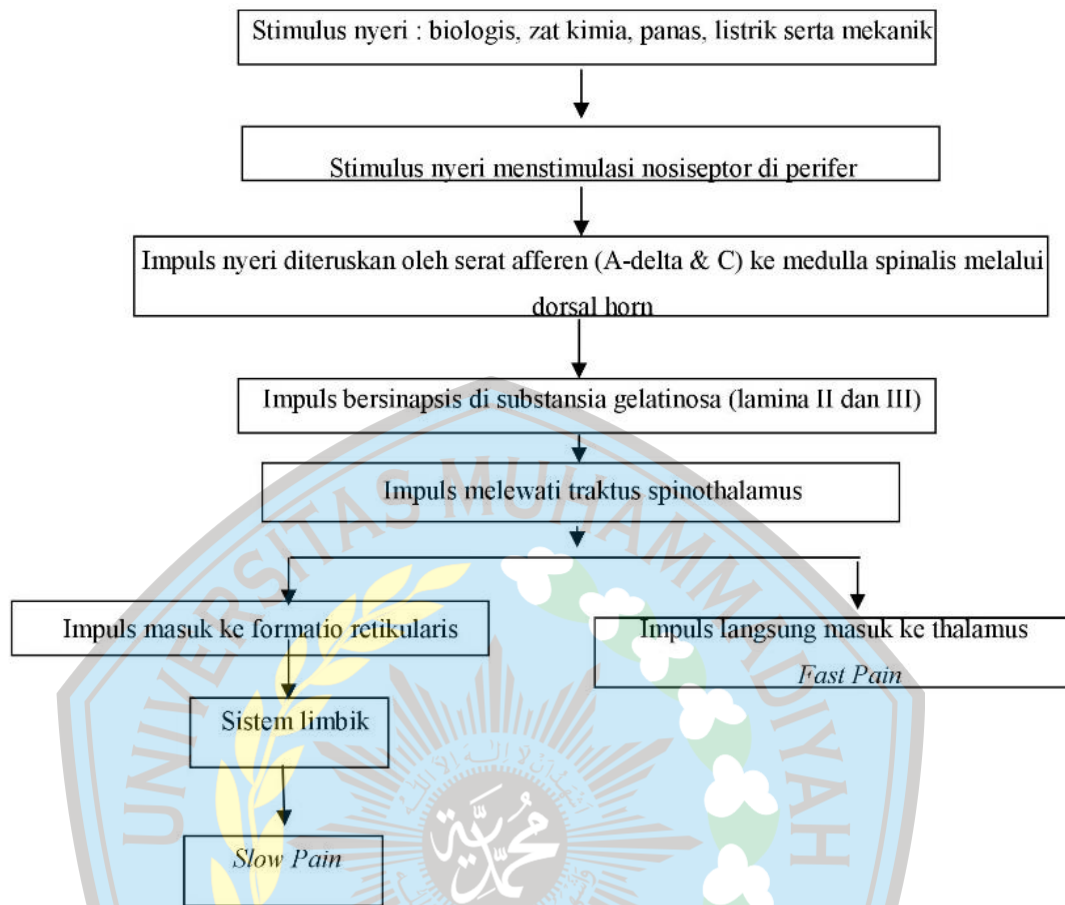 Stimulus nyeri : biologis, zat kimia, panas, listrik serta mekanik
Stimulus nyeri menstimulasi nosiseptor di perifer
Impuls nyeri diteruskan oleh serat afferen (A-delta & C) ke medulla spinalis melalui
dorsal horn
Impuls bersinapsis di substansia gelatinosa (lamina II dan III)
Impuls melewati traktus spinothalamus
Impuls masuk ke formatio retikularis
Impuls langsung masuk ke thalamus
Fast Pain
Sistem limbik
Slow Pain
UNIVERSITAS MUHAMMADIYAH